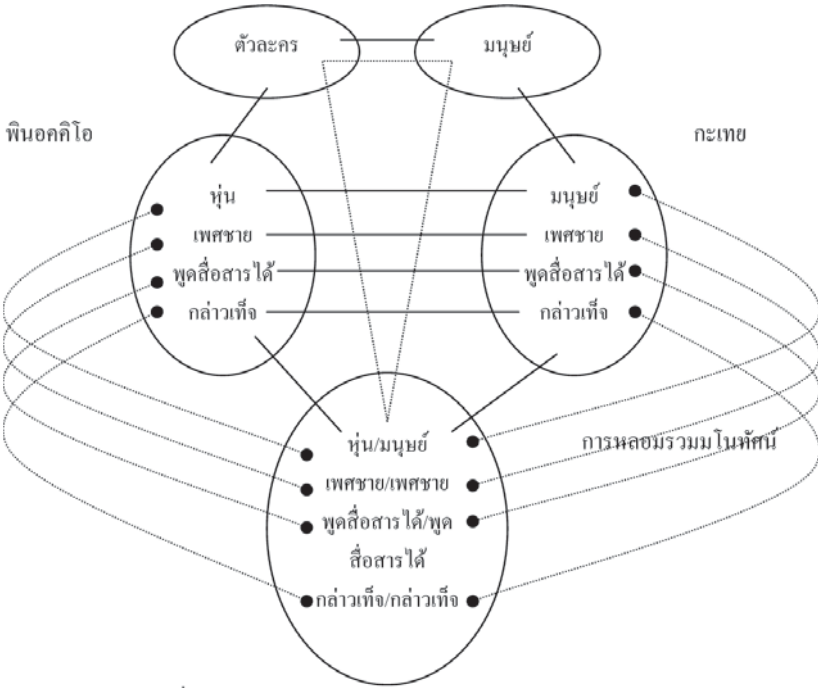 ตัวละคร
มนุษย์
พินอคคิโอ
กะเทย
หุ่น
มนุษย์
เพศชาย
เพศชาย
พูดสื่อสารได้
พูดสื่อสารได้
กล่าวเท็จ
กล่าวเท็จ
หุ่น/มนุษย์
การหลอมรวมมโนทัศน์
เพศชาย/เพศชาย
พูดสื่อสารได้/พูด
สื่อสารได้
กล่าวเท็จ/กล่าวเท็จ